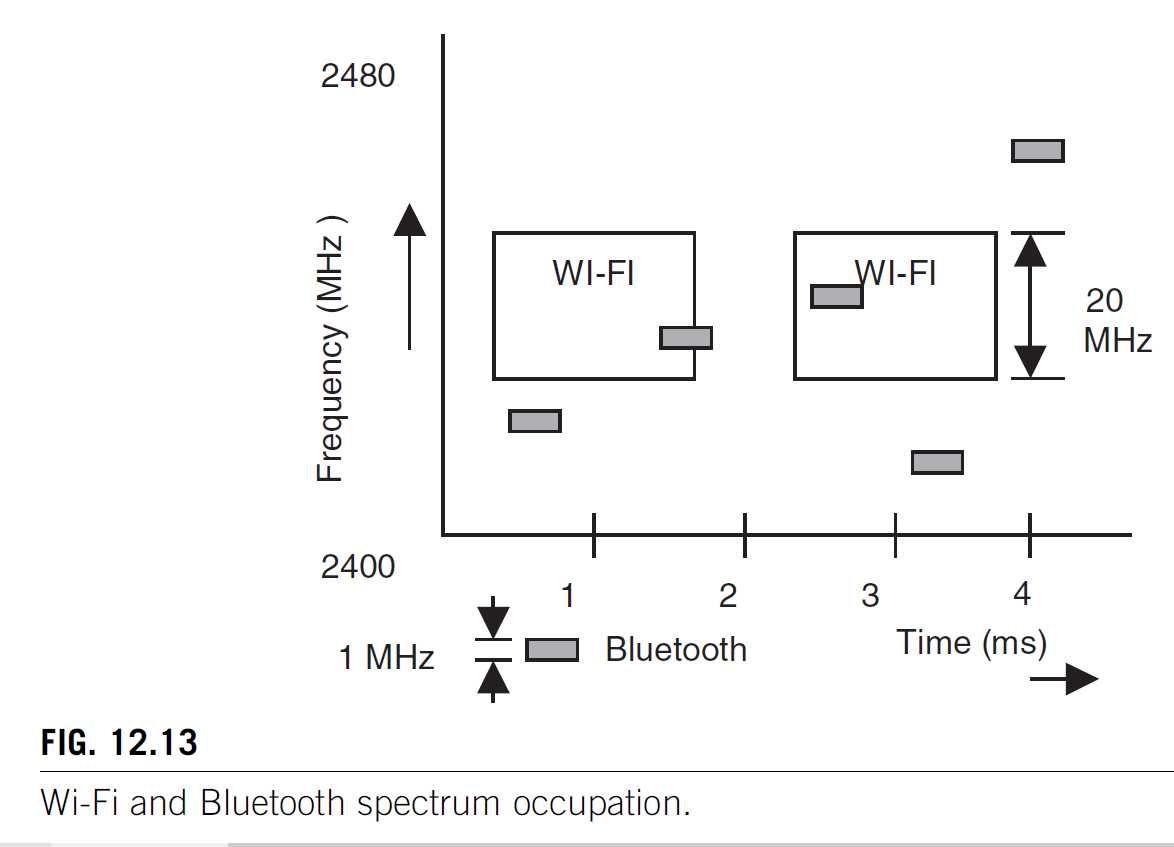 2480
Frequency (MHz )
WI-FI
WI-FI
20
MHz
2400
1
2
3
4
1 MHz
Bluetooth
Time (ms)
FIG. 12.13
Wi-Fi and Bluetooth spectrum occupation.